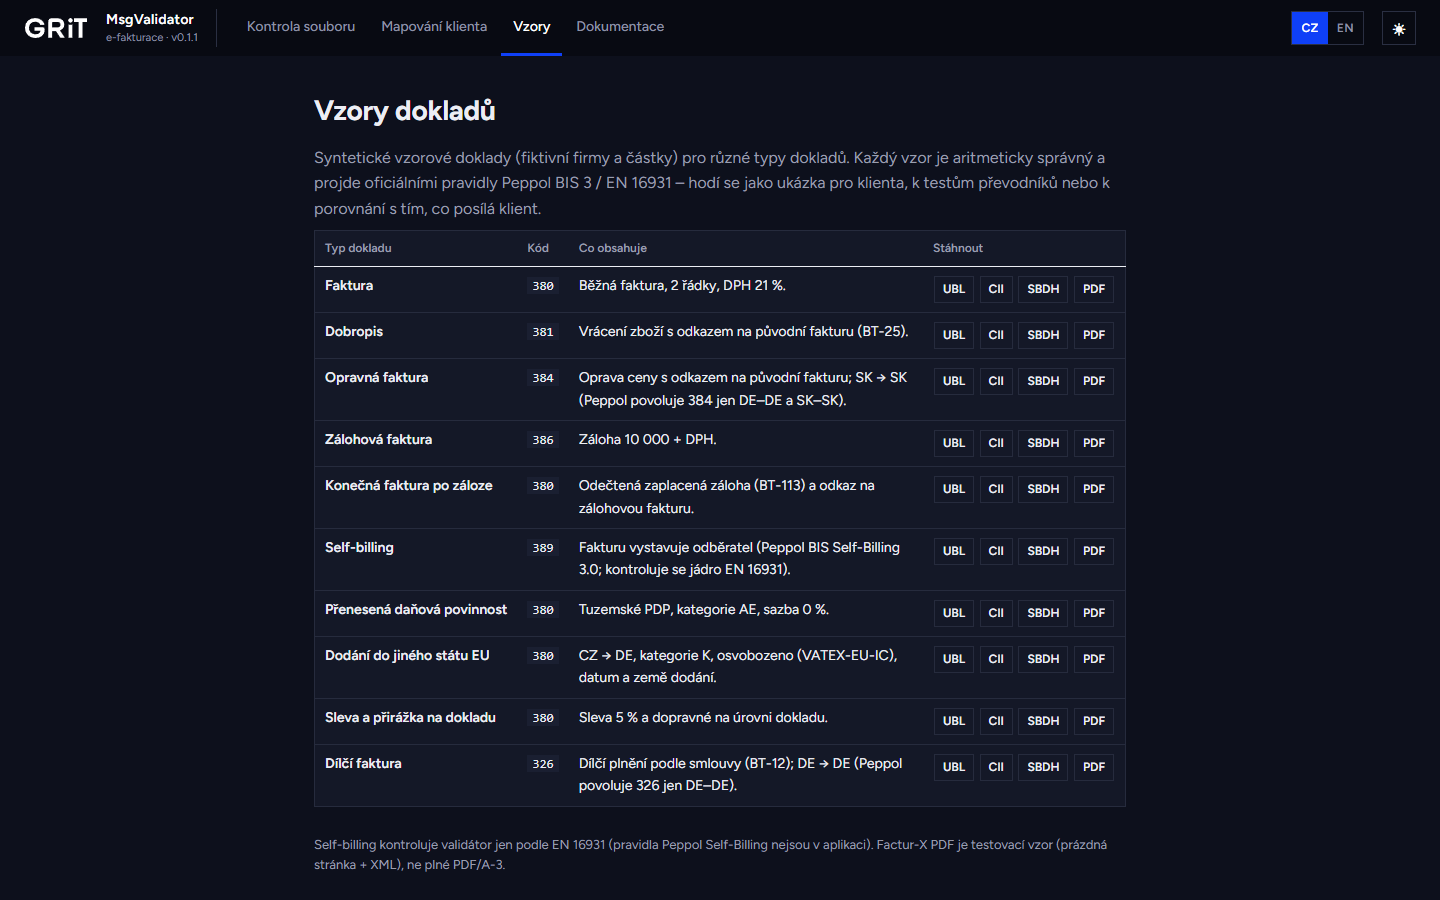 GRiT
MsgValidator
e-fakturace · v0.1.1
Kontrola souboru
Mapování klienta
Vzory
Dokumentace
CZ
EN
Vzory dokladů
Syntetické vzorové doklady (fiktivní firmy a částky) pro různé typy dokladů. Každý vzor je aritmeticky správný a
projde oficiálními pravidly Peppol BIS 3 / EN 16931 – hodí se jako ukázka pro klienta, k testům převodníků nebo k
porovnání s tím, co posílá klient.
Typ dokladu Kód Co obsahuje Stáhnout
Faktura 380 Běžná faktura, 2 řádky, DPH 21 %. UBL CII SBDH PDF
Dobropis 381 Vrácení zboží s odkazem na původní fakturu (BT-25). UBL CII SBDH PDF
Opravná faktura 384 Oprava ceny s odkazem na původní fakturu; SK → SK UBL CII SBDH PDF
(Peppol povoluje 384 jen DE–DE a SK–SK).
Zálohová faktura 386 Záloha 10 000 + DPH. UBL CII SBDH PDF
Konečná faktura po záloze 380 Odečtená zaplacená záloha (BT-113) a odkaz na UBL CII SBDH PDF
zálohovou fakturu.
Self-billing 389 Fakturu vystavuje odběratel (Peppol BIS Self-Billing UBL CII SBDH PDF
3.0; kontroluje se jádro EN 16931).
Přenesená daňová povinnost 380 Tuzemské PDP, kategorie AE, sazba 0 %. UBL CII SBDH PDF
Dodání do jiného státu EU 380 CZ → DE, kategorie K, osvobozeno (VATEX-EU-IC), UBL CII SBDH PDF
datum a země dodání.
Sleva a přirážka na dokladu 380 Sleva 5 % a dopravné na úrovni dokladu. UBL CII SBDH PDF
Dílčí faktura 326 Dílčí plnění podle smlouvy (BT-12); DE → DE (Peppol UBL CII SBDH PDF
povoluje 326 jen DE–DE).
Self-billing kontroluje validátor jen podle EN 16931 (pravidla Peppol Self-Billing nejsou v aplikaci). Factur-X PDF je testovací vzor (prázdná
stránka + XML), ne plné PDF/A-3.